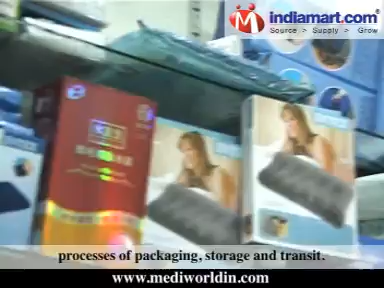 indiamart.com®
Source > Supply > Grow
processes of packaging, storage and transit.
www.mediworldin.com